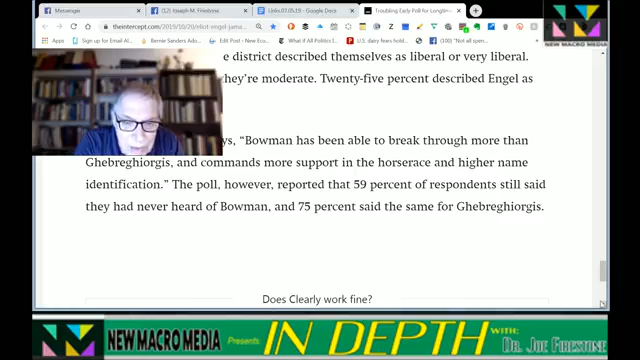 Messenger
(12) Joseph M. Firestone
Links.03.05.19 - Google Docs
Troubling Early Poll for Longtim
theintercept.com/2019/10/20/eliot-engel-jama
Apps
Sign up for Email Al
Bernie Sanders Ado
Edit Post New Eco
What if All Politics
U.S. dairy fears hold
(100) "Not all spen
e district described themselves as liberal or very liberal.
hey're moderate. Twenty-five percent described Engel as
ys, "Bowman has been able to break through more than
Ghebreghiorgis, and commands more support in the horserace and higher name
identification." The poll, however, reported that 59 percent of respondents still said
they had never heard of Bowman, and 75 percent said the same for Ghebreghiorgis.
Does Clearly work fine?
NEW MACRO MEDIA
NEW MACRO MEDIA Presents: IN DEPTH WITH: DR. JOE FIRESTONE